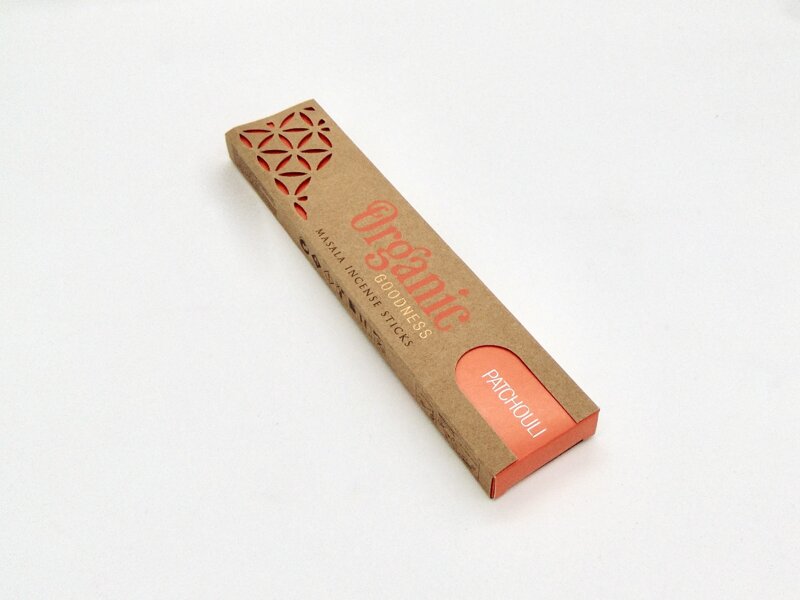 Organic
GOODNESS
MASALA INCENSE STICKS
PATCHOULI